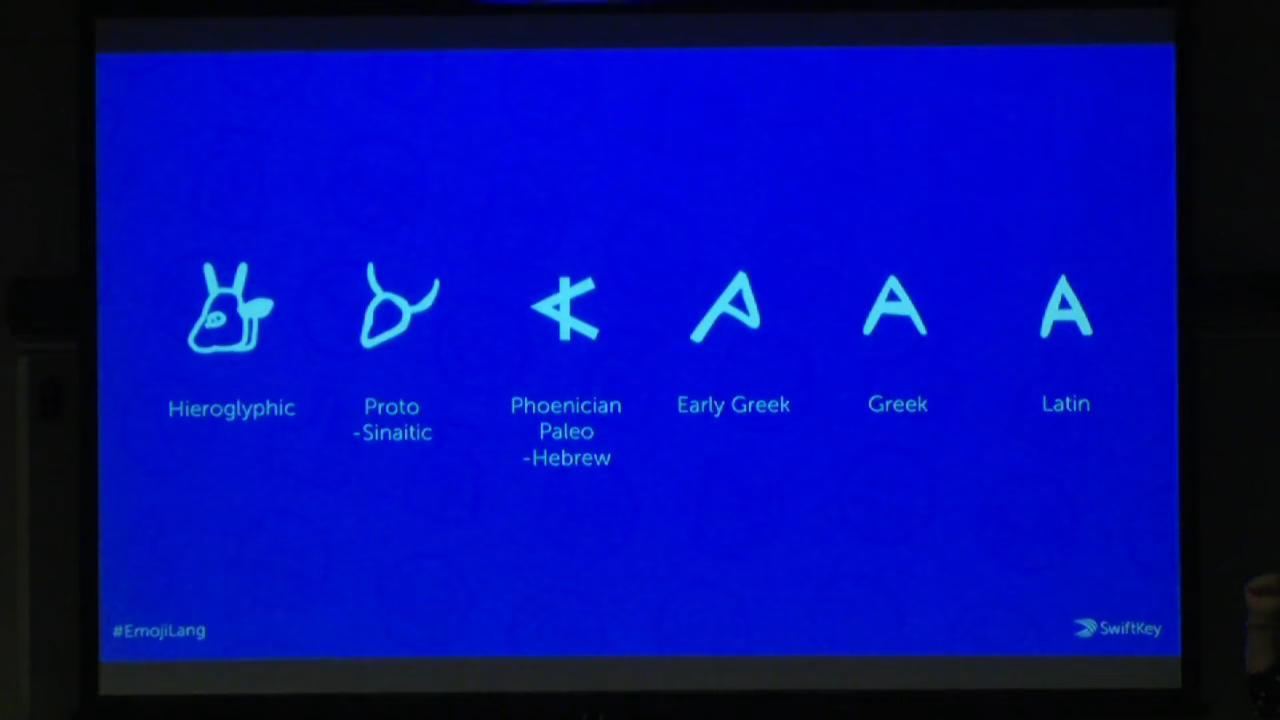 Hieroglyphic
Proto
-Sinaitic
Phoenician
Paleo
-Hebrew
Early Greek
Greek
Latin
#EmojiLang
SwiftKey